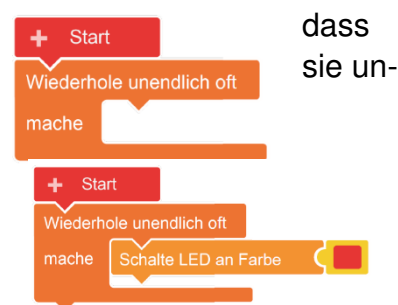 dass
sie un-
+ Start
Wiederhole unendlich oft
mache
+ Start
Wiederhole unendlich oft
mache Schalte LED an Farbe